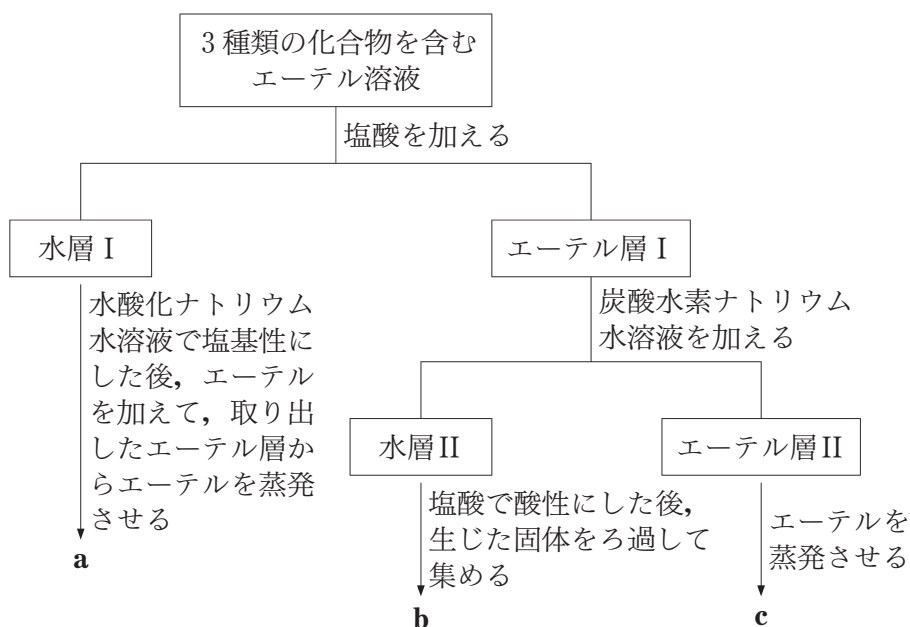 3種類の化合物を含む
エーテル溶液
塩酸を加える
水層Ⅰ
エーテル層Ⅰ
水酸化ナトリウム
水溶液で塩基性に
した後，エーテル
を加えて，取り出
したエーテル層か
らエーテルを蒸発
させる
a
炭酸水素ナトリウム
水溶液を加える
水層Ⅱ
エーテル層Ⅱ
塩酸で酸性にした後，
生じた固体をろ過して
集める
b
エーテルを
蒸発させる
c